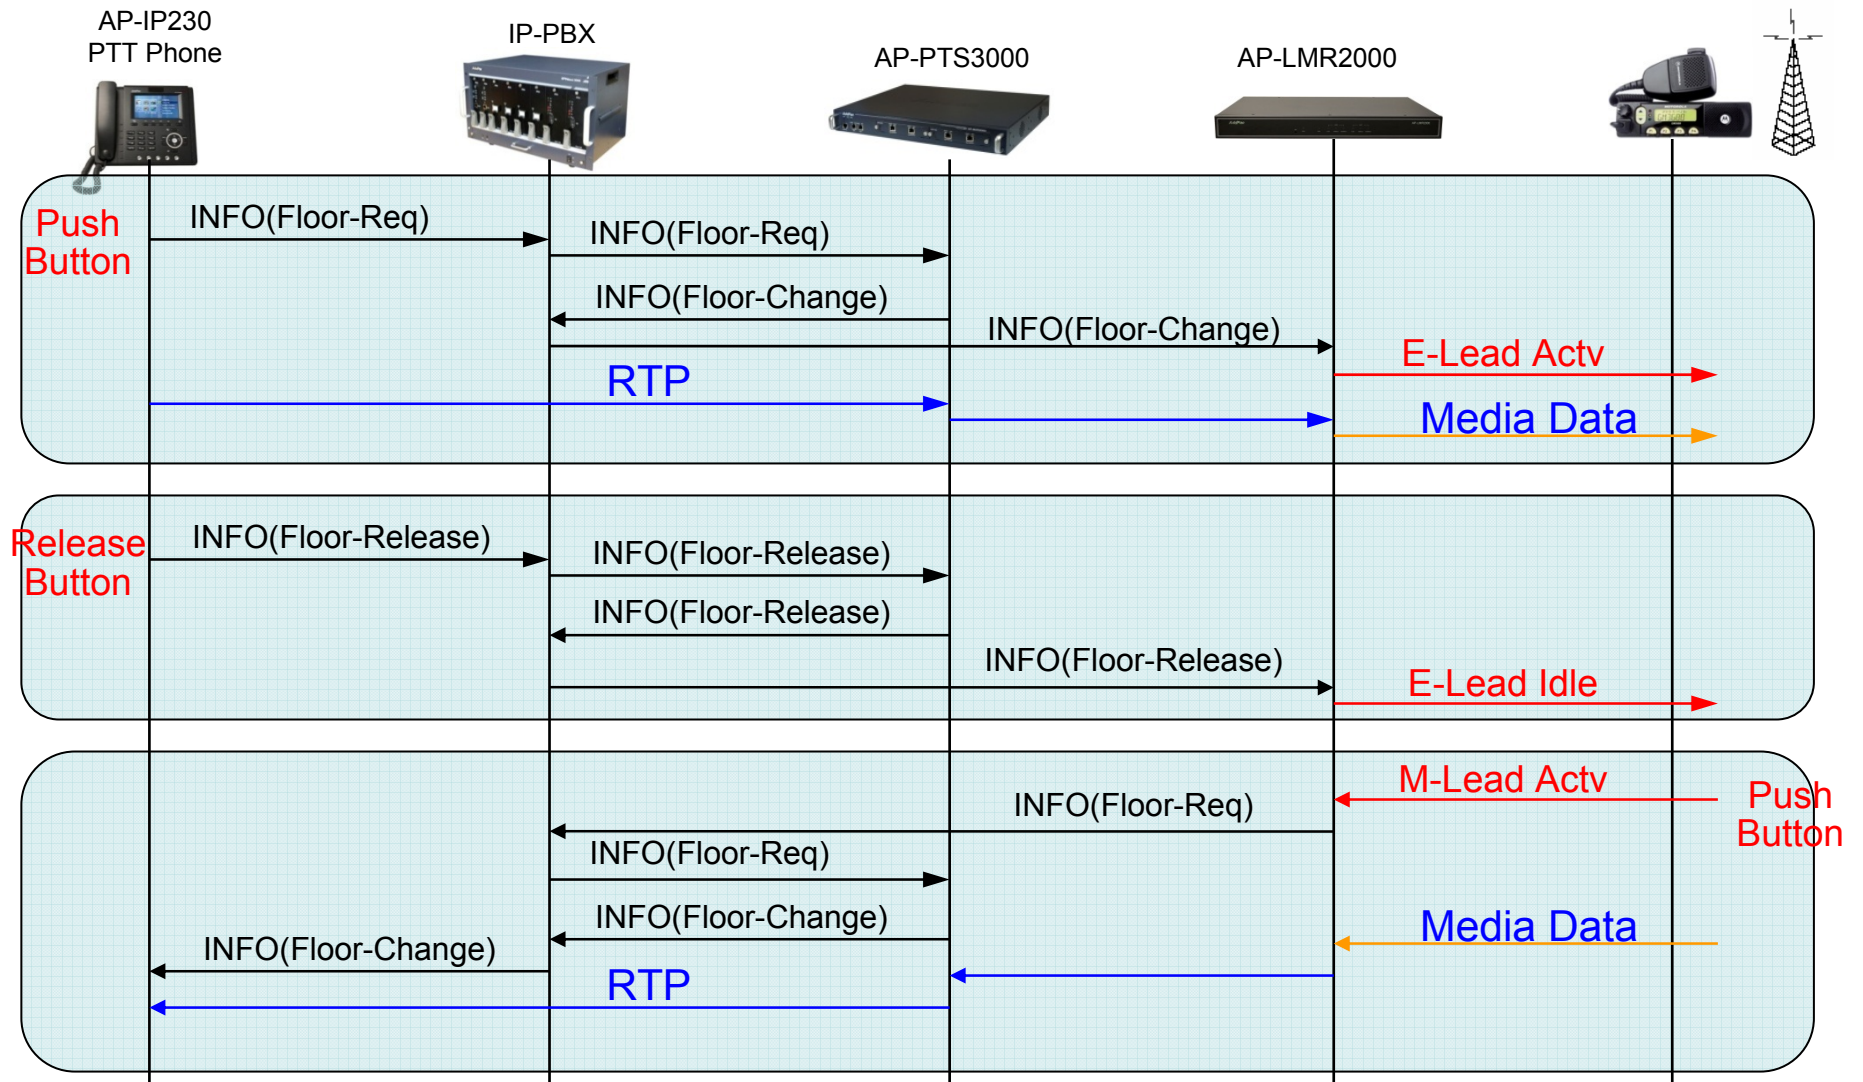 AP-IP230
PTT Phone
IP-PBX
AP-PTS3000
AP-LMR2000
Push
Button
INFO(Floor-Req)
INFO(Floor-Req)
INFO(Floor-Change)
INFO(Floor-Change)
E-Lead Actv
RTP
Media Data
Release
Button
INFO(Floor-Release)
INFO(Floor-Release)
INFO(Floor-Release)
INFO(Floor-Release)
E-Lead Idle
M-Lead Actv
Push
Button
INFO(Floor-Req)
INFO(Floor-Req)
INFO(Floor-Change)
Media Data
INFO(Floor-Change)
RTP